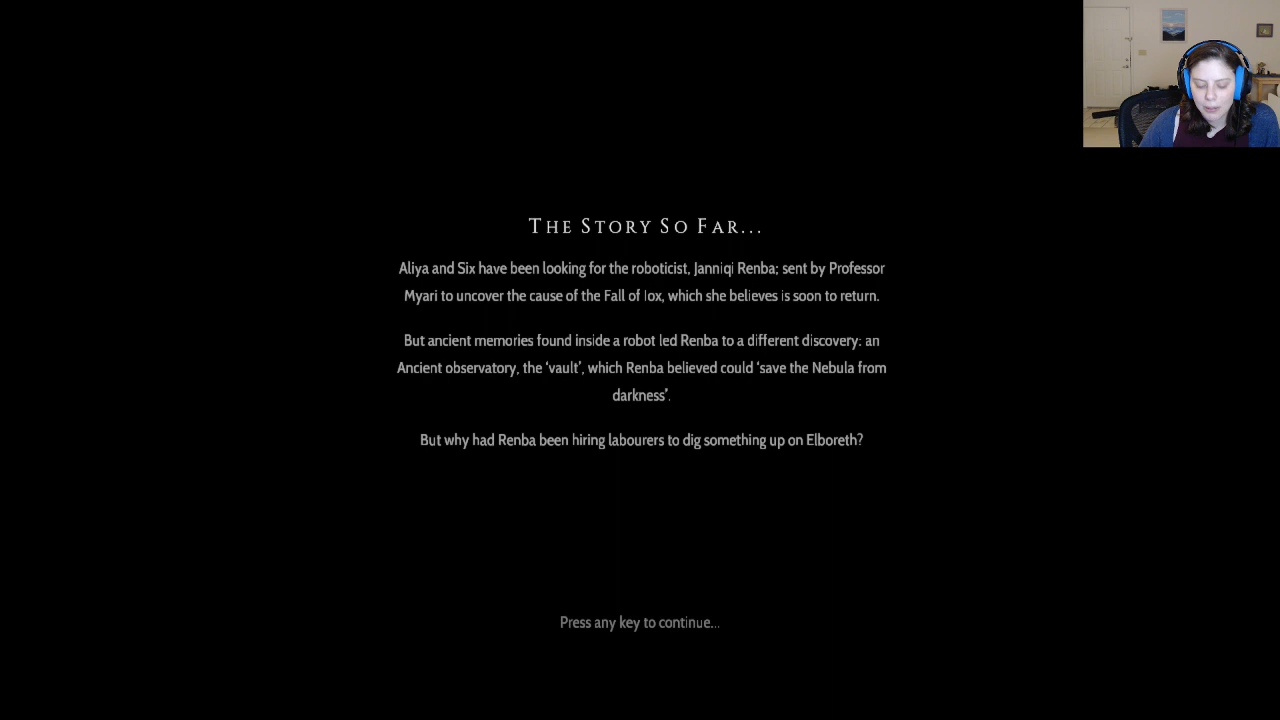 The Story So Far...
Aliya and Six have been looking for the roboticist, Janniqi Renba; sent by Professor
Myari to uncover the cause of the Fall of Iox, which she believes is soon to return.
But ancient memories found inside a robot led Renba to a different discovery: an
Ancient observatory, the ‘vault’, which Renba believed could ‘save the Nebula from
darkness’.
But why had Renba been hiring labourers to dig something up on Elboreth?
Press any key to continue...